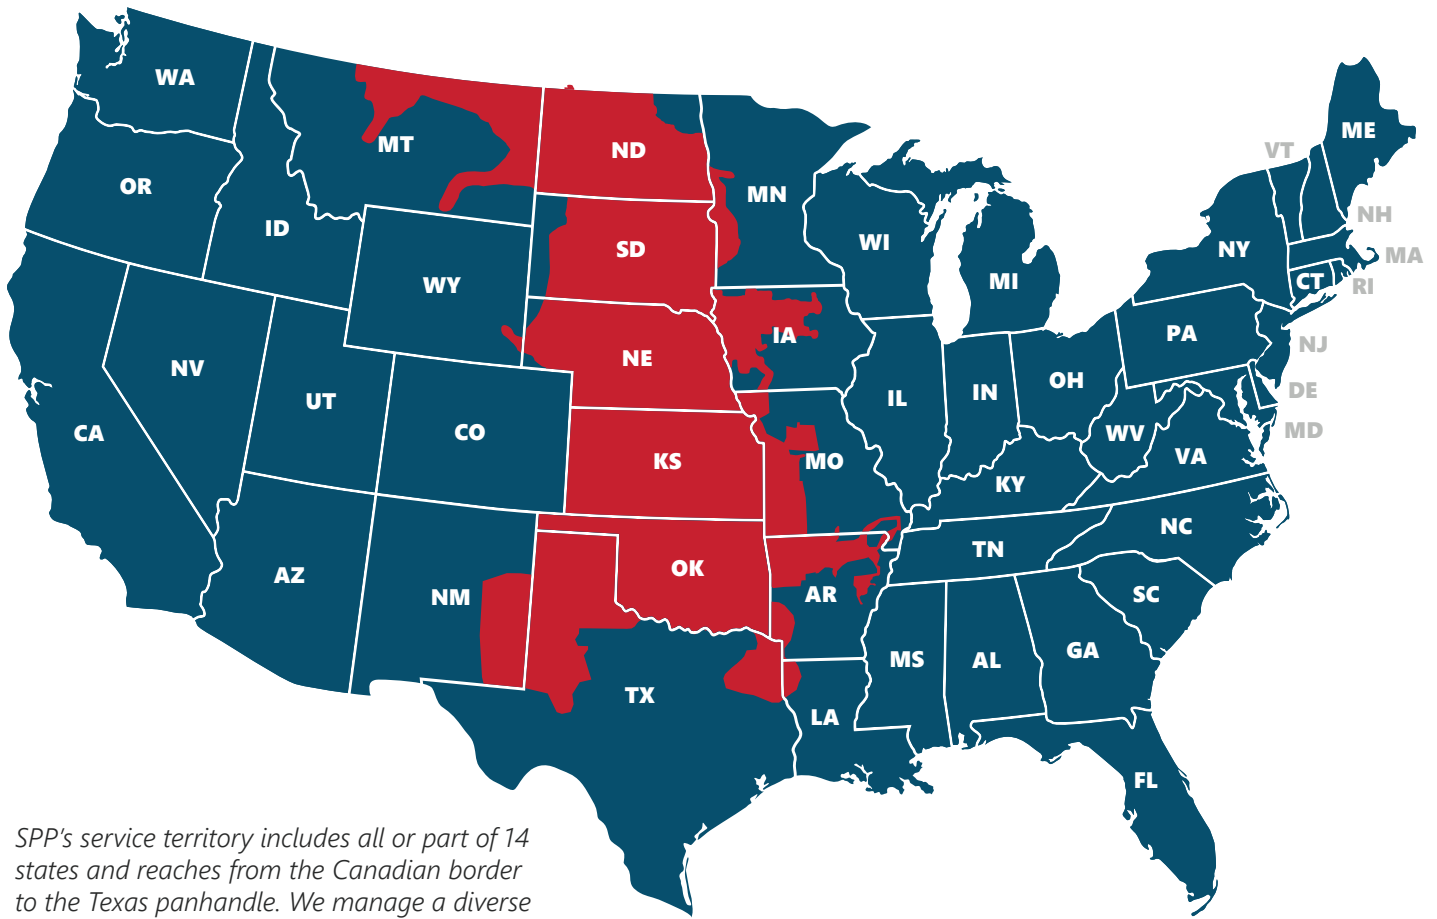 WA
OR
ID
MT
ND
MN
WI
MI
VT
ME
NH
NY
MA
CT
RI
SD
WY
NE
IA
PA
NJ
NV
UT
CO
CA
IL
IN
OH
DE
MD
KS
MO
WV
VA
KY
AZ
NM
OK
AR
TN
NC
SC
TX
LA
MS
AL
GA
FL
SPP's service territory includes all or part of 14
states and reaches from the Canadian border
to the Texas panhandle. We manage a diverse